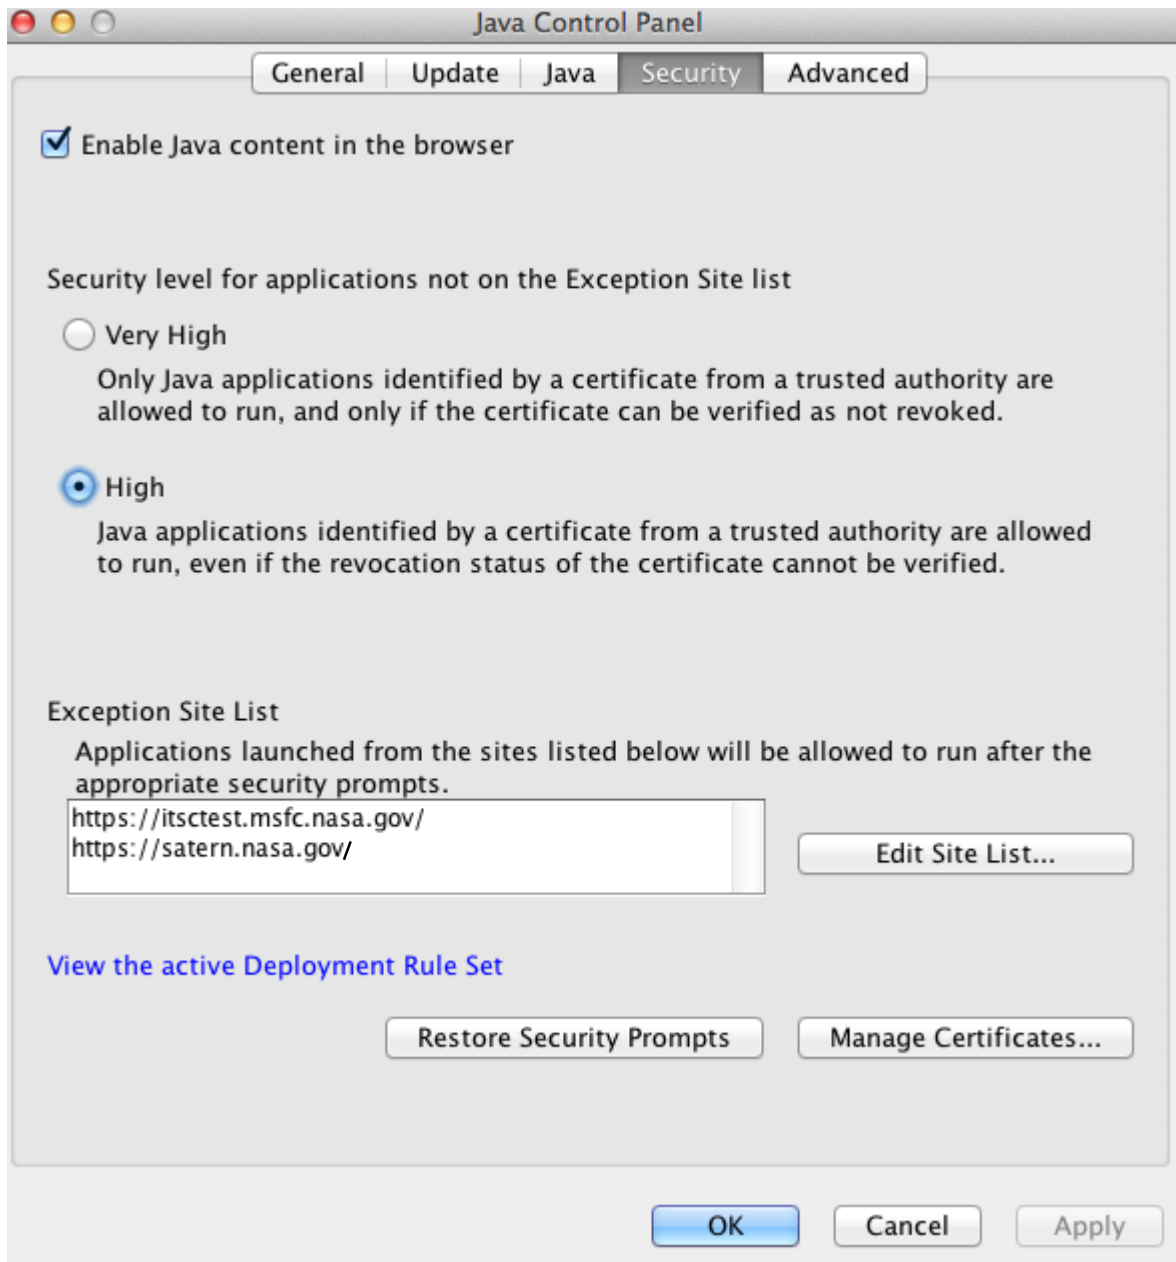 Java Control Panel
General Update Java Security Advanced
Enable Java content in the browser
Security level for applications not on the Exception Site list
Very High
Only Java applications identified by a certificate from a trusted authority are
allowed to run, and only if the certificate can be verified as not revoked.
High
Java applications identified by a certificate from a trusted authority are allowed
to run, even if the revocation status of the certificate cannot be verified.
Exception Site List
Applications launched from the sites listed below will be allowed to run after the
appropriate security prompts.
https://itsctest.msfc.nasa.gov/
https://satern.nasa.gov/
Edit Site List...
View the active Deployment Rule Set
Restore Security Prompts Manage Certificates...
OK Cancel Apply